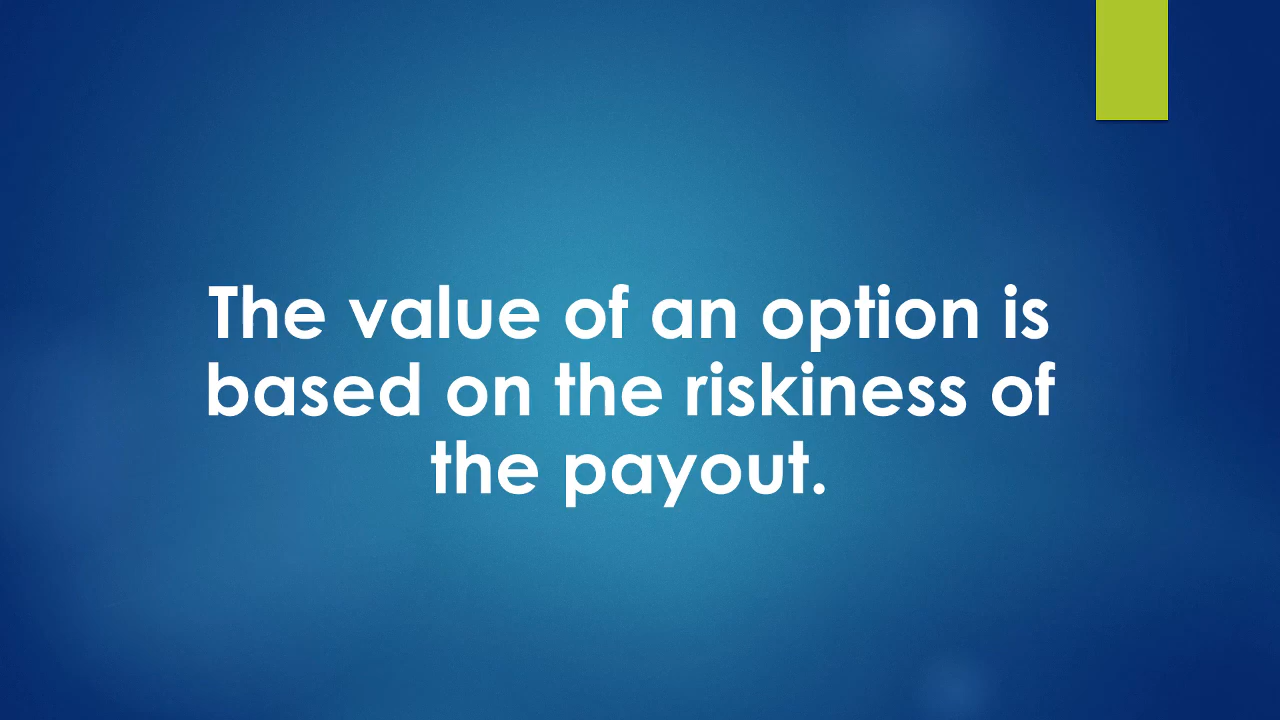 The value of an option is
based on the riskiness of
the payout.